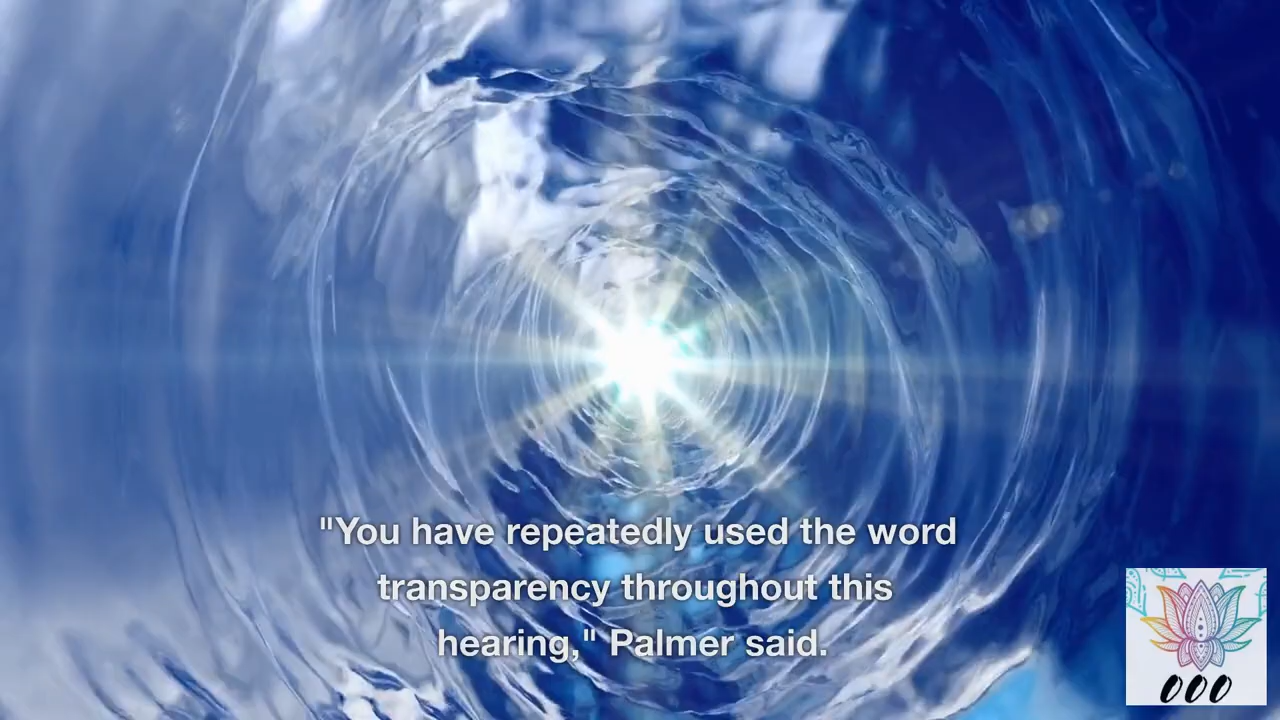 "You have repeatedly used the word
transparency throughout this
hearing," Palmer said.
000